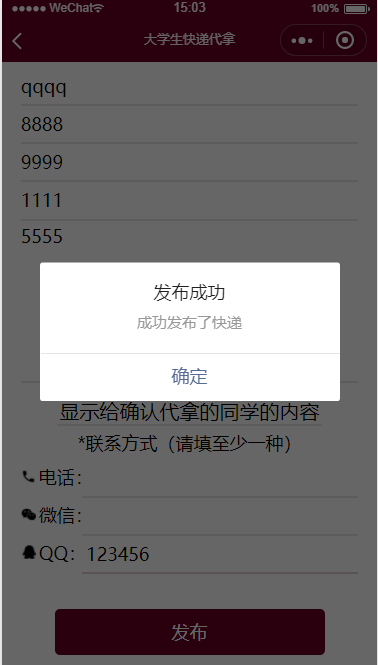 WeChat 15:03 100%
大学生快递代拿
qqqq
8888
9999
1111
5555
发布成功
成功发布了快递
确定
显示给确认代拿的同学的内容
*联系方式（请填至少一种）
电话：
微信：
QQ：123456
发布